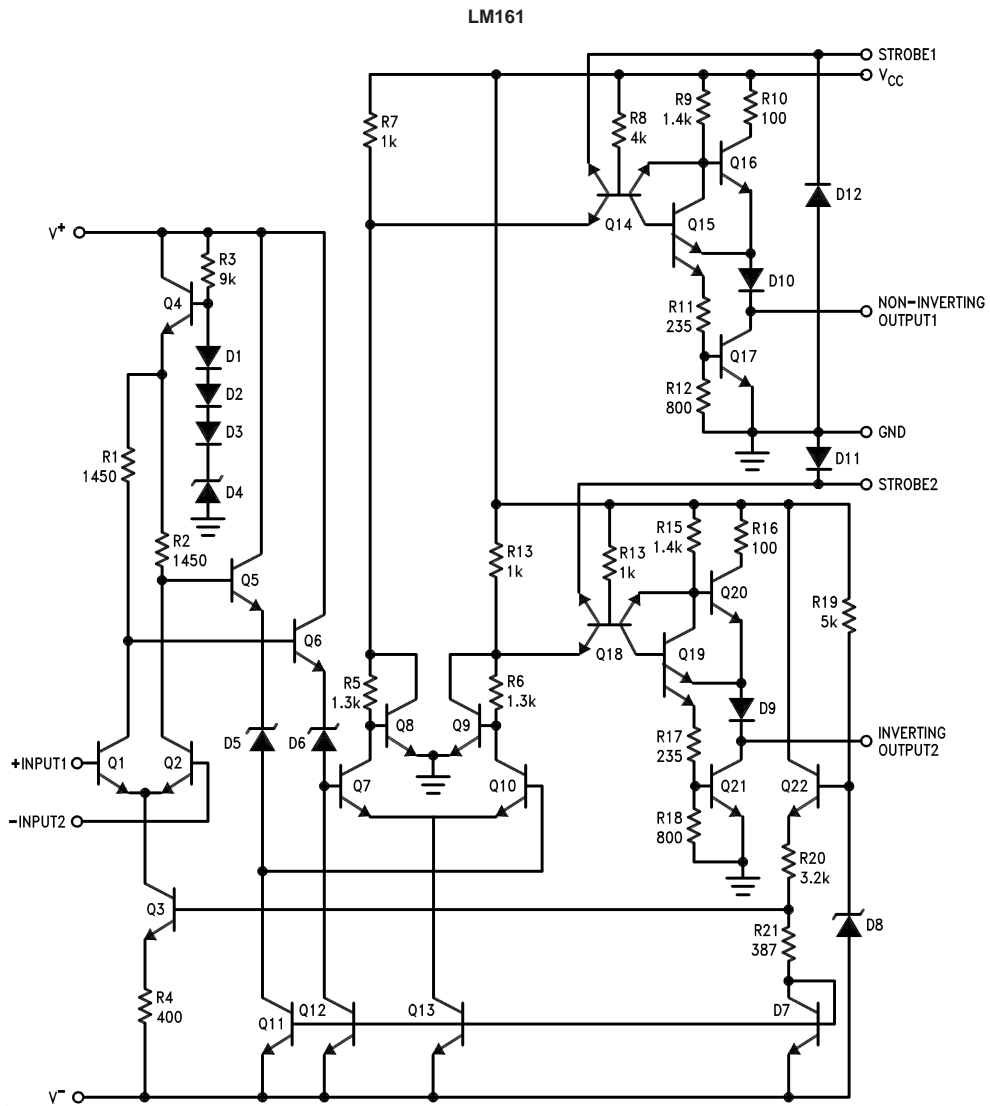 LM161
STROBE1
VCC
R9
1.4k
R10
100
R7
1k
R8
4k
Q16
D12
Q14
Q15
V+
R3
9k
Q4
D10
R11
235
NON-INVERTING
OUTPUT1
D1
Q17
D2
R12
800
D3
GND
R1
1450
D11
D4
STROBE2
R2
1450
R15
1.4k
R16
100
R13
1k
R13
1k
Q5
Q20
R19
5k
Q6
Q18
Q19
R5
1.3k
R6
1.3k
Q8
Q9
D9
D5
D6
R17
235
INVERTING
OUTPUT2
+INPUT1
Q1
Q2
Q7
Q10
Q21
Q22
-INPUT2
R18
800
R20
3.2k
Q3
R21
387
D8
R4
400
Q11
Q12
Q13
D7
V-